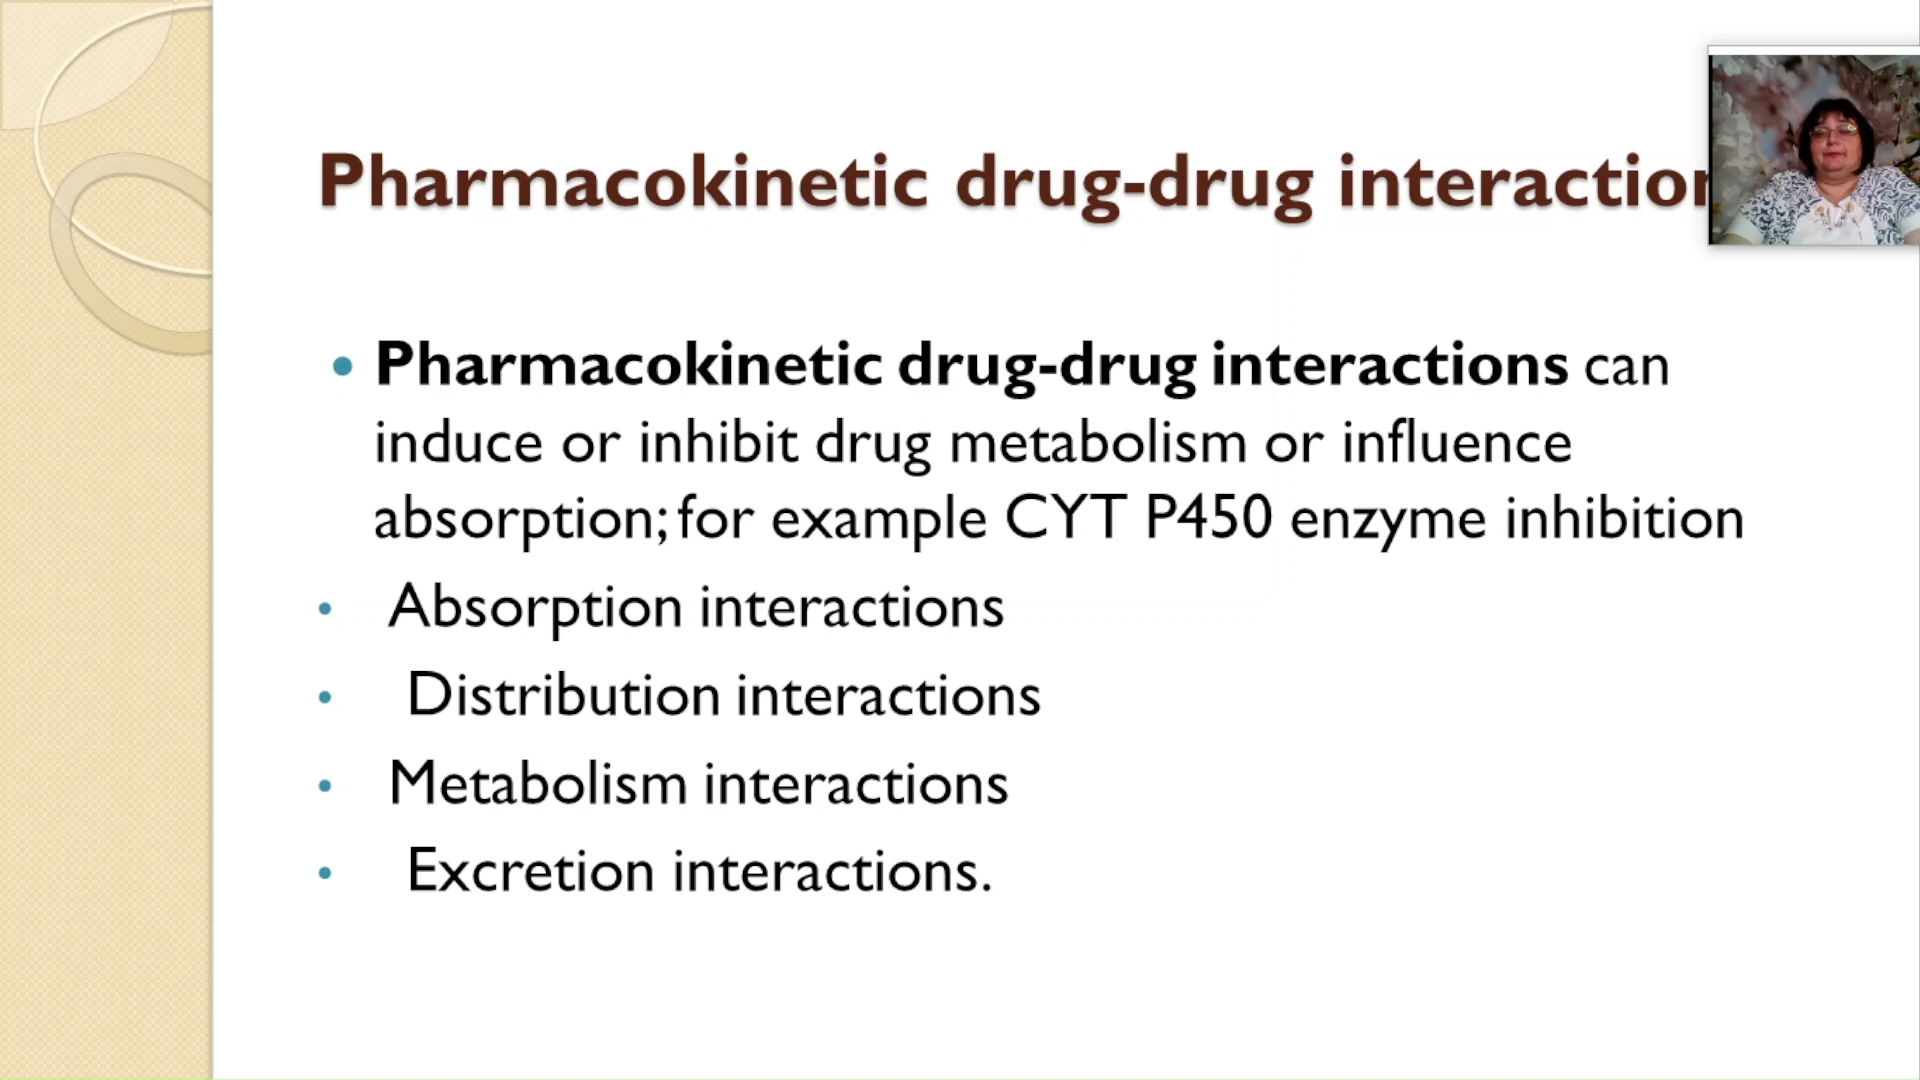 Pharmacokinetic drug-drug interaction
• Pharmacokinetic drug-drug interactions can
induce or inhibit drug metabolism or influence
absorption; for example CYT P450 enzyme inhibition
• Absorption interactions
• Distribution interactions
• Metabolism interactions
• Excretion interactions.